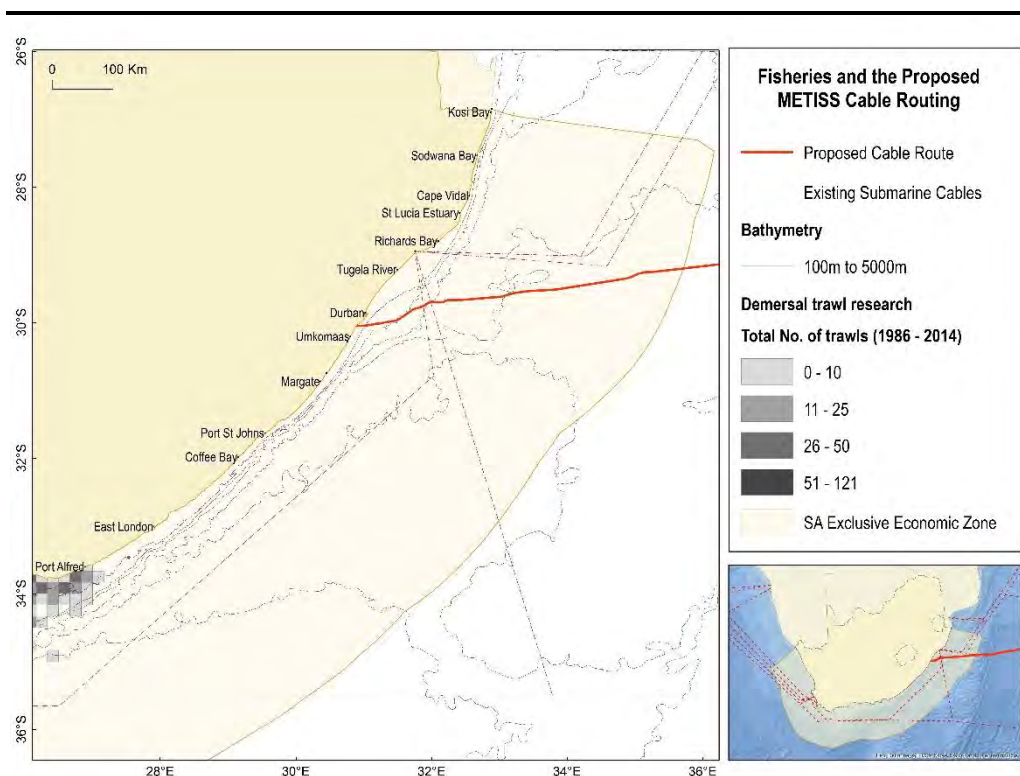 26°S
28°S
30°S
32°S
34°S
36°S
0 100 Km
Kosi Bay
Sodwana Bay
Cape Vidal
St Lucia Estuary
Richards Bay
Tugela River
Durban
Umkomaas
Margate
Port St Johns
Coffee Bay
East London
Port Alfred
28°E
30°E
32°E
34°E
36°E
Fisheries and the Proposed
METISS Cable Routing
Proposed Cable Route
Existing Submarine Cables
Bathymetry
100m to 5000m
Demersal trawl research
Total No. of trawls (1986 - 2014)
0 - 10
11 - 25
26 - 50
51 - 121
SA Exclusive Economic Zone